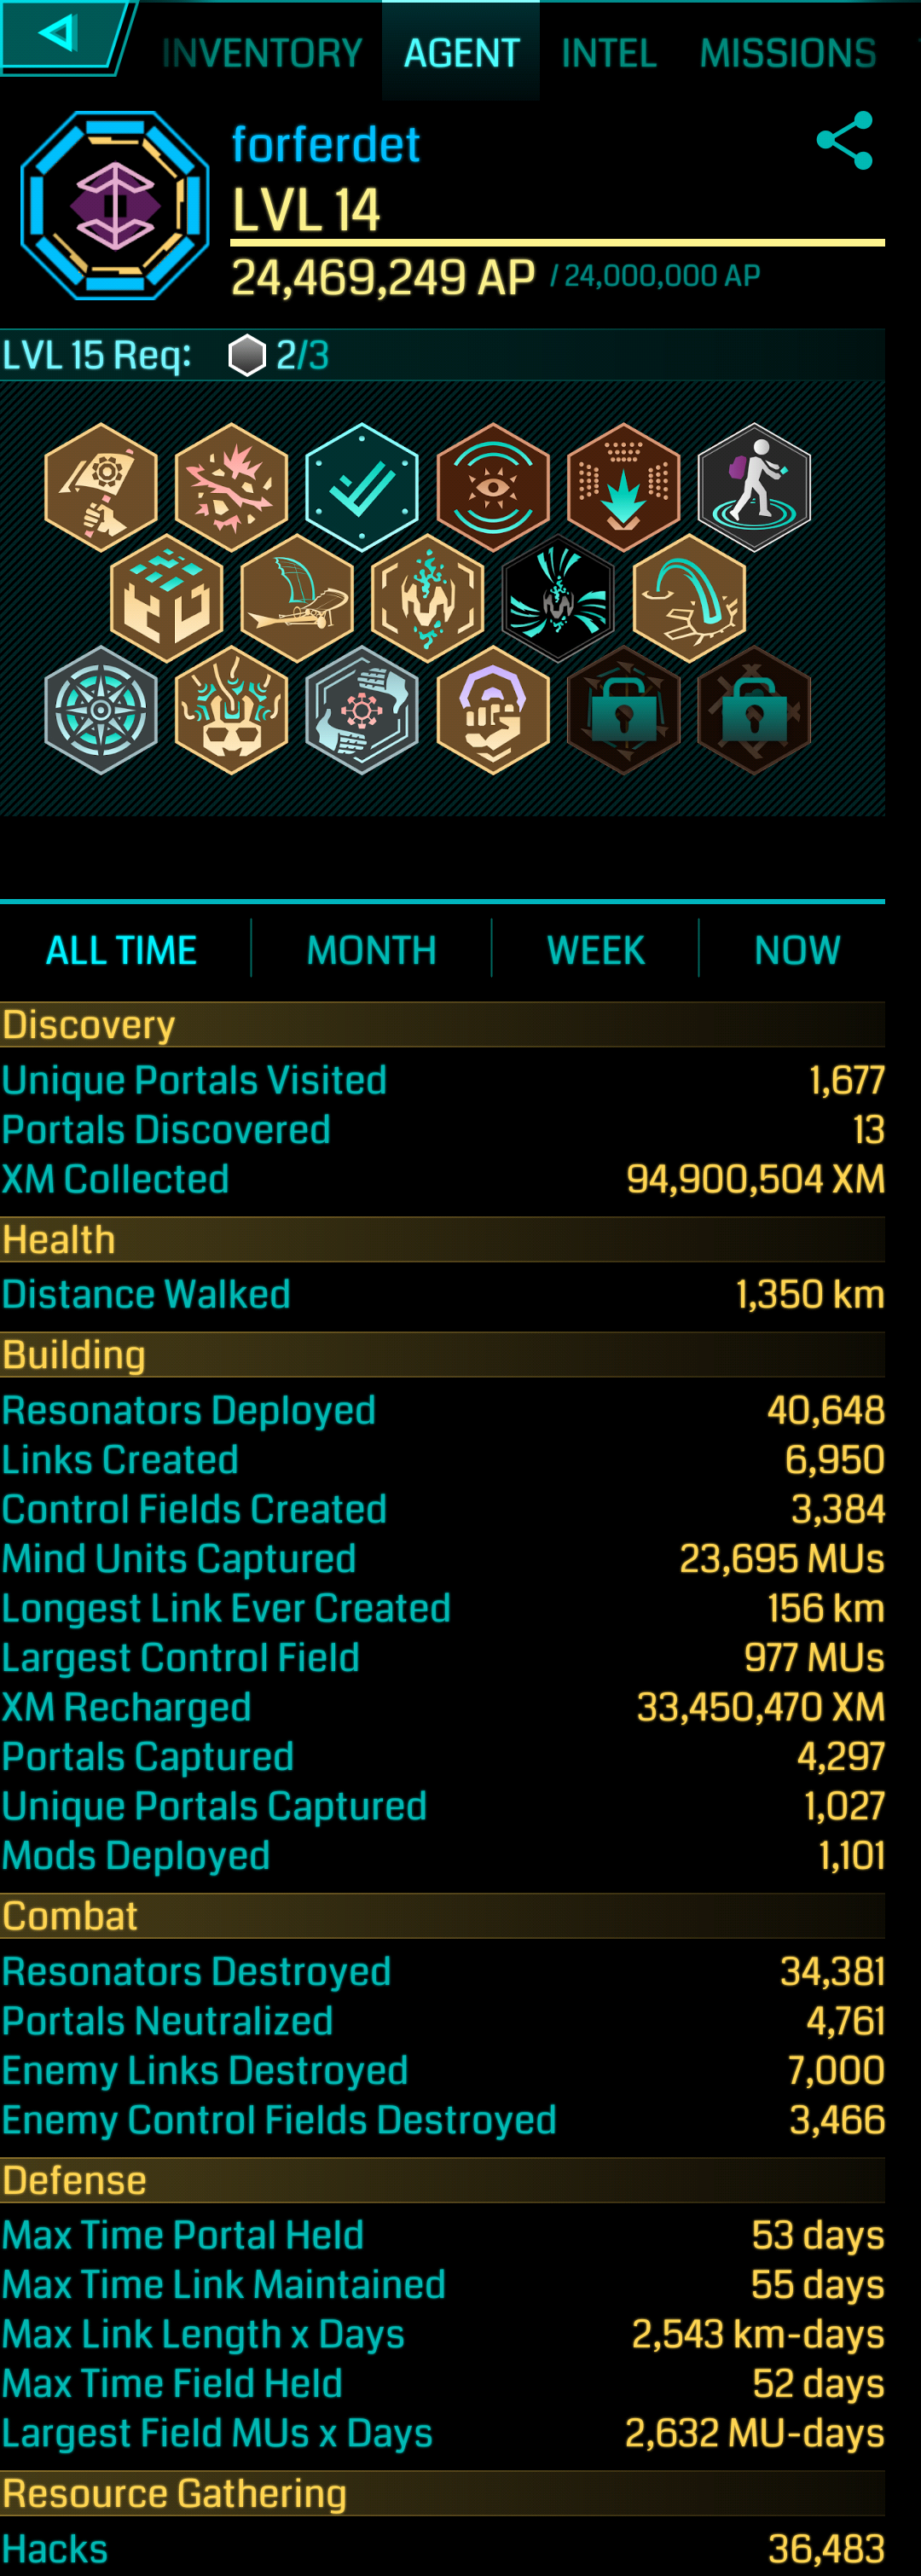 INVENTORY AGENT INTEL MISSIONS
forferdet
LVL 14
24,469,249 AP / 24,000,000 AP
LVL 15 Req: 2/3
ALL TIME MONTH WEEK NOW
Discovery
Unique Portals Visited 1,677
Portals Discovered 13
XM Collected 94,900,504 XM
Health
Distance Walked 1,350 km
Building
Resonators Deployed 40,648
Links Created 6,950
Control Fields Created 3,384
Mind Units Captured 23,695 MUs
Longest Link Ever Created 156 km
Largest Control Field 977 MUs
XM Recharged 33,450,470 XM
Portals Captured 4,297
Unique Portals Captured 1,027
Mods Deployed 1,101
Combat
Resonators Destroyed 34,381
Portals Neutralized 4,761
Enemy Links Destroyed 7,000
Enemy Control Fields Destroyed 3,466
Defense
Max Time Portal Held 53 days
Max Time Link Maintained 55 days
Max Link Length x Days 2,543 km-days
Max Time Field Held 52 days
Largest Field MUs x Days 2,632 MU-days
Resource Gathering
Hacks 36,483